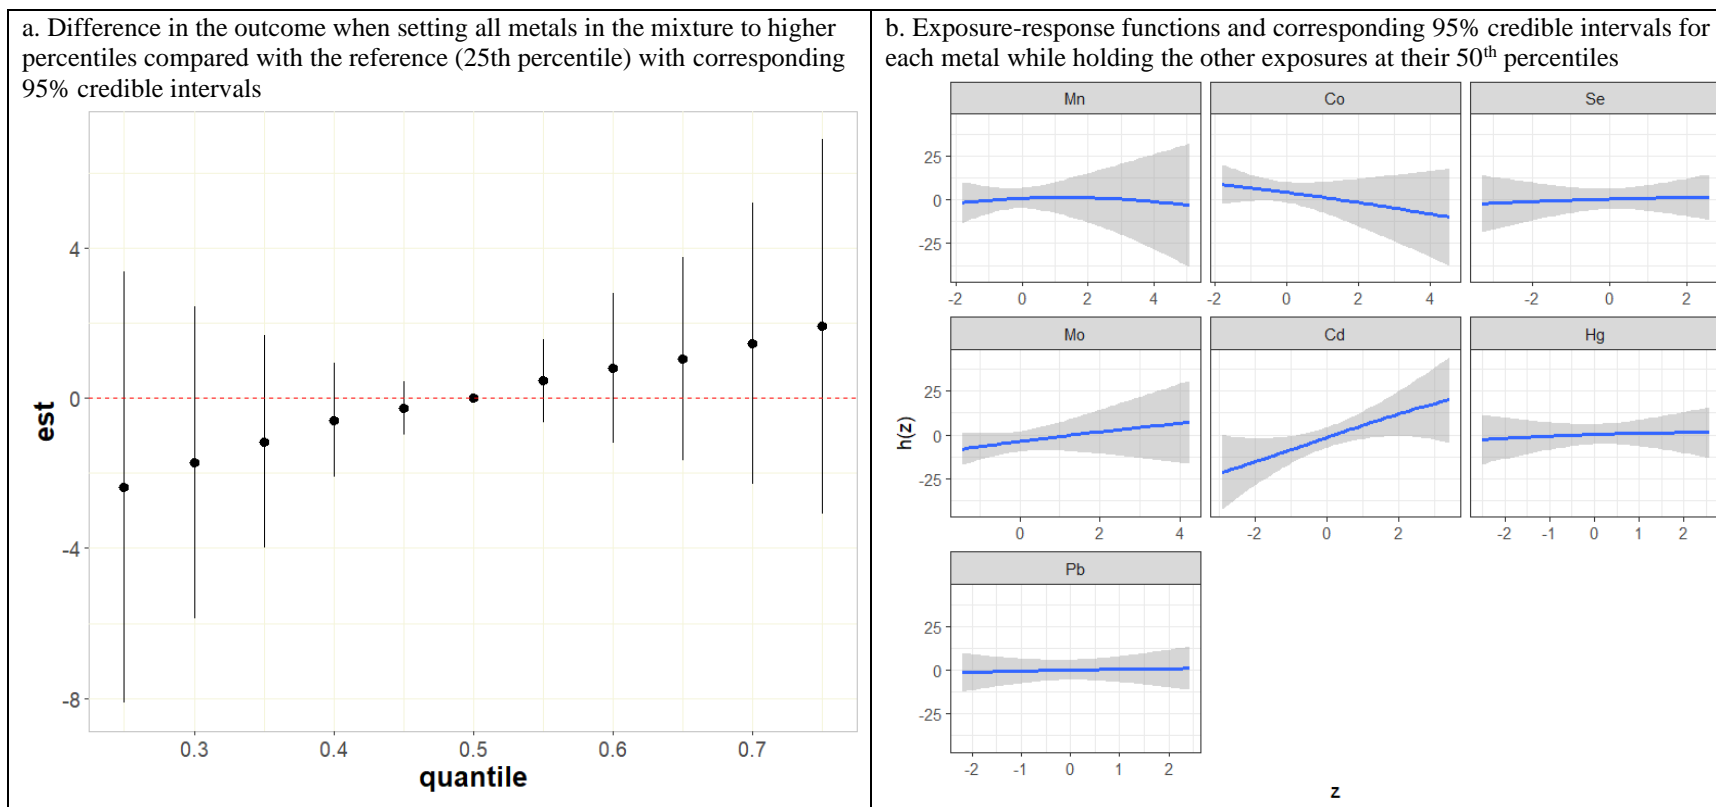 a. Difference in the outcome when setting all metals in the mixture to higher
percentiles compared with the reference (25th percentile) with corresponding
95% credible intervals
4
0
-4
-8
est
0.3 0.4 0.5 0.6 0.7
quantile
b. Exposure-response functions and corresponding 95% credible intervals for
each metal while holding the other exposures at their 50th percentiles
Mn Co Se
25
0
-25
-2 0 2 4 -2 0 2 4 -2 0 2
Mo Cd Hg
25
0
-25
h(z)
0 2 4 -2 0 2 -2 -1 0 1 2
Pb
25
0
-25
-2 -1 0 1 2
z